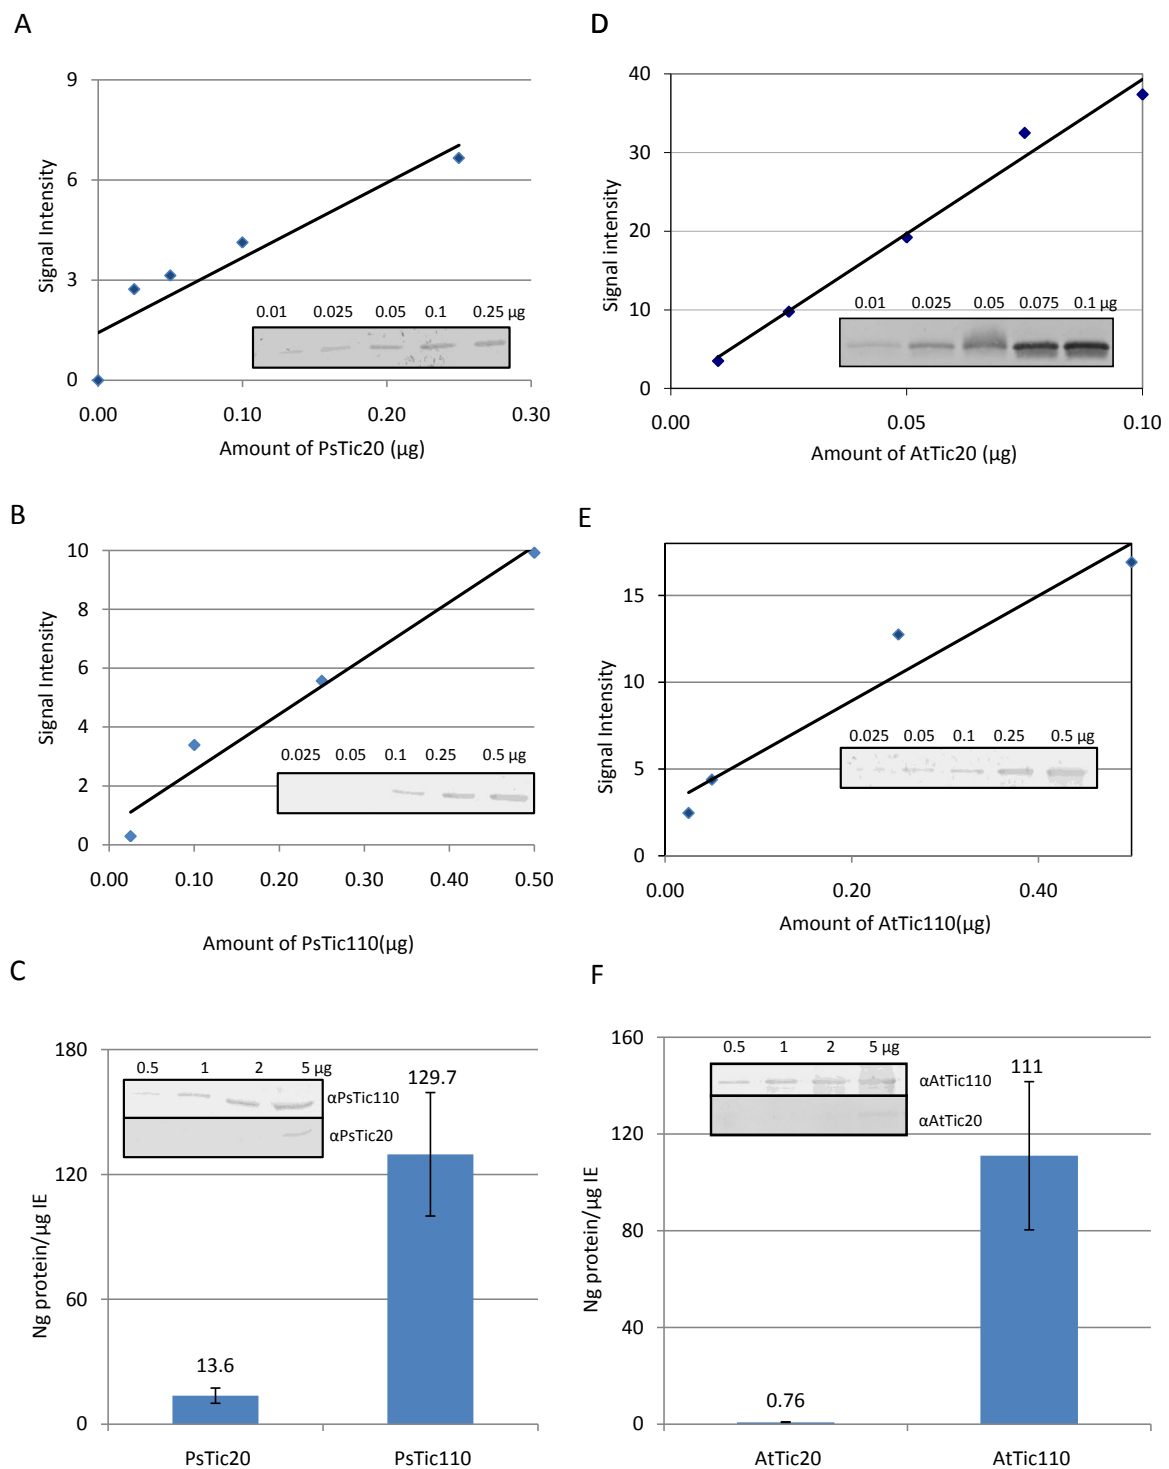 A
9
6
3
0
Signal Intensity
0.01 0.025 0.05 0.1 0.25 µg
0.00 0.10 0.20 0.30
Amount of PsTic20 (µg)
D
40
30
20
10
0
Signal intensity
0.01 0.025 0.05 0.075 0.1 µg
0.00 0.05 0.10
Amount of AtTic20 (µg)
B
10
8
6
4
2
0
Signal Intensity
0.025 0.05 0.1 0.25 0.5 µg
0.00 0.10 0.20 0.30 0.40 0.50
Amount of PsTic110(µg)
E
15
10
5
0
Signal Intensity
0.025 0.05 0.1 0.25 0.5 µg
0.00 0.20 0.40
Amount of AtTic110(µg)
C
180
120
60
0
Ng protein/µg IE
0.5 1 2 5 µg
αPsTic110
αPsTic20
129.7
13.6
PsTic20 PsTic110
F
160
120
80
40
0
Ng protein/µg IE
0.5 1 2 5 µg
αAtTic110
αAtTic20
111
0.76
AtTic20 AtTic110